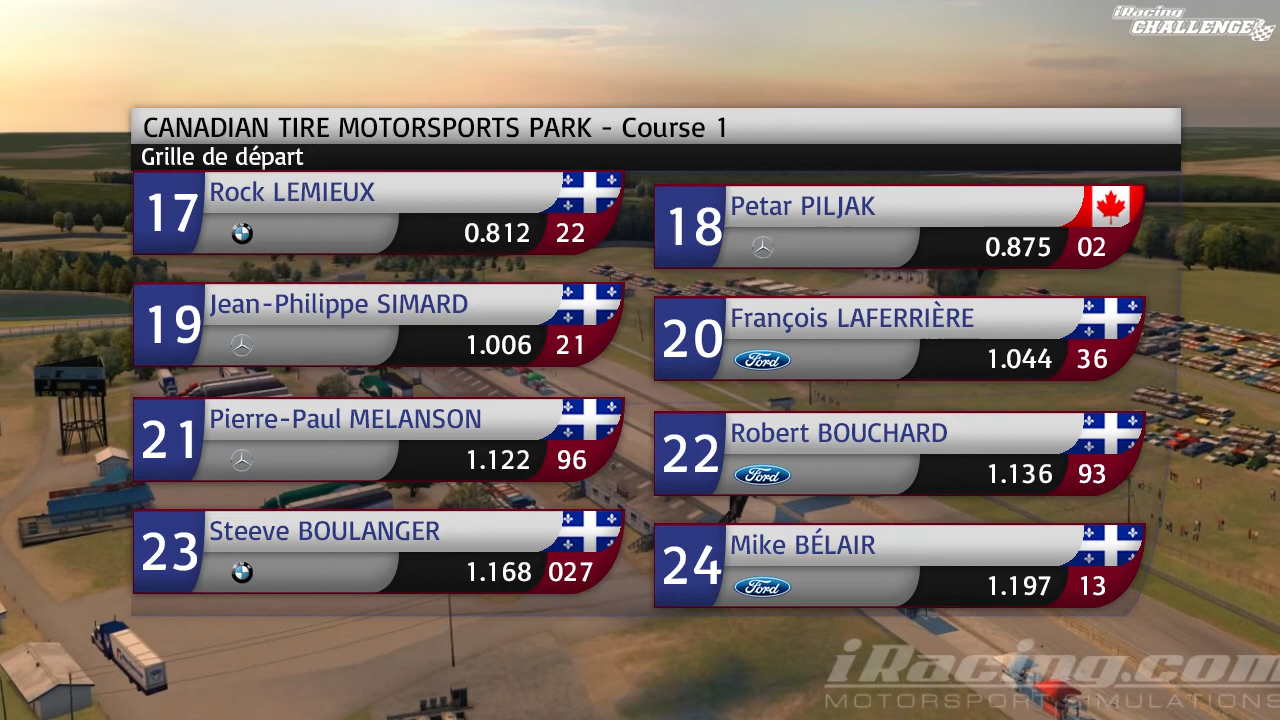 iRacing
CHALLENGE
CANADIAN TIRE MOTORSPORTS PARK - Course 1
Grille de départ
17 Rock LEMIEUX
0.812 22
18 Petar PILJAK
0.875 02
19 Jean-Philippe SIMARD
1.006 21
20 François LAFERRIÈRE
Ford 1.044 36
21 Pierre-Paul MELANSON
1.122 96
22 Robert BOUCHARD
Ford 1.136 93
23 Steeve BOULANGER
1.168 027
24 Mike BÉLAIR
Ford 1.197 13
iRacing.com
MOTORSPORT SIMULATIONS